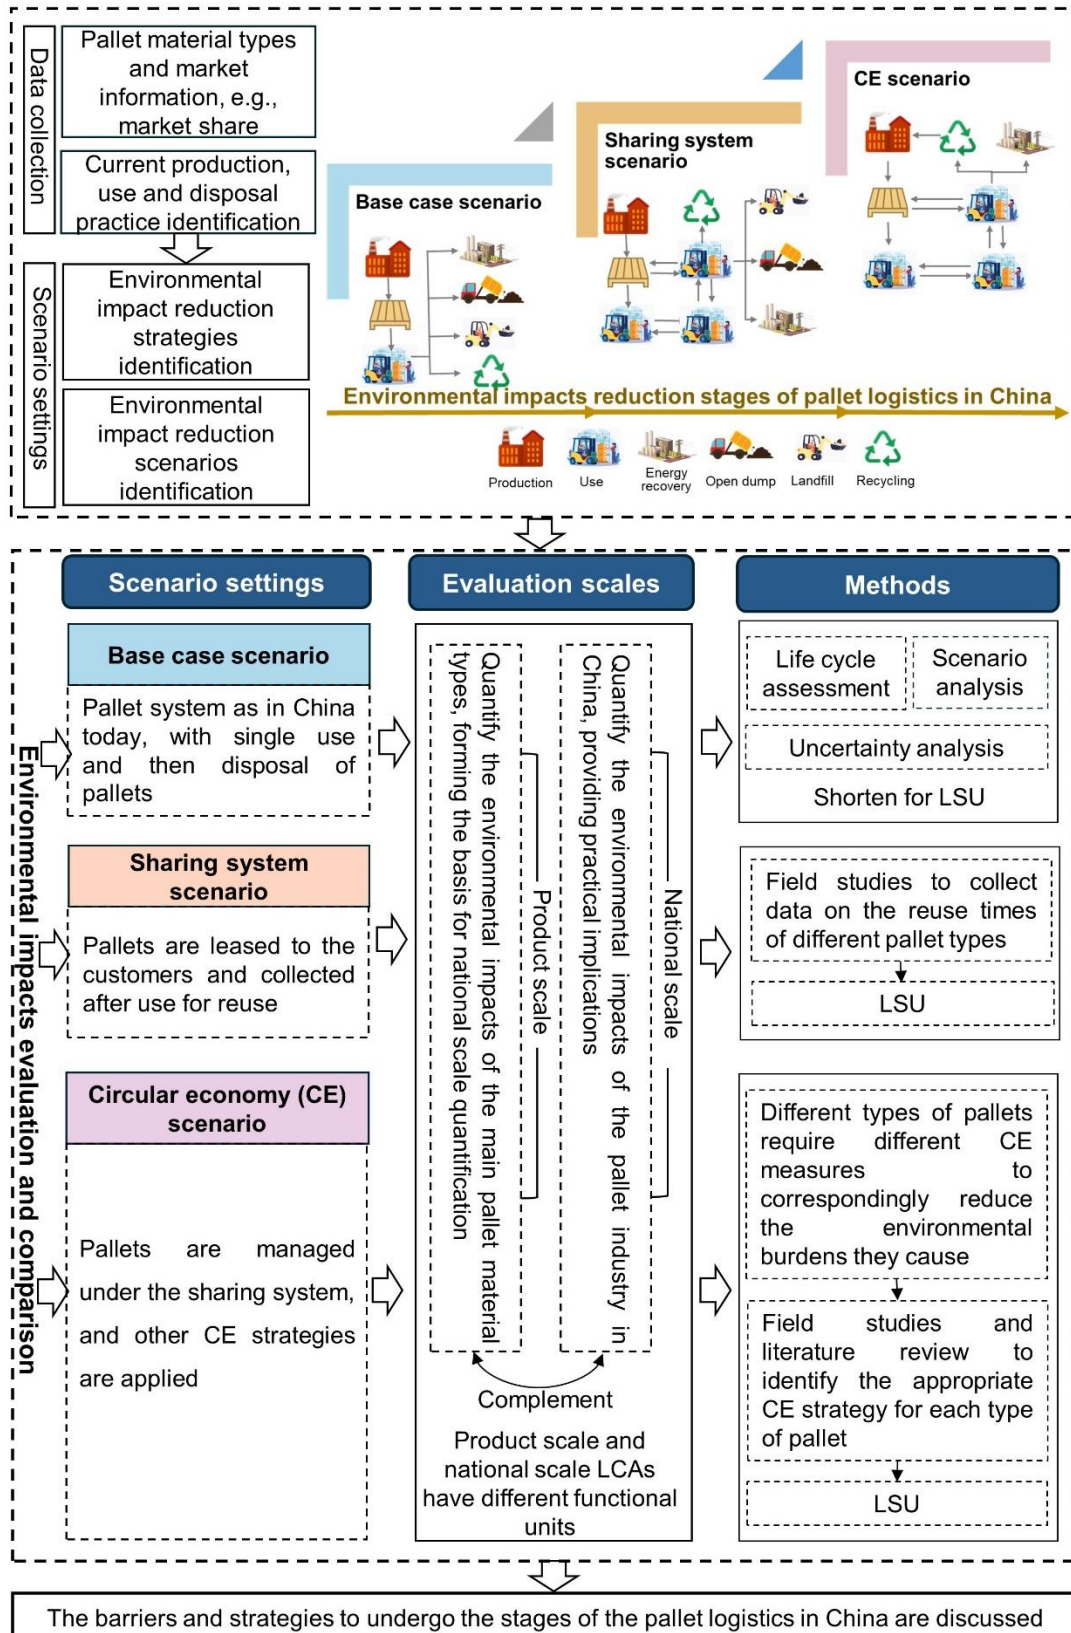 Data collection
Pallet material types
and market
information, e.g.,
market share
Current production,
use and disposal
practice identification
Scenario settings
Environmental
impact reduction
strategies
identification
Environmental
impact reduction
scenarios
identification
Base case scenario
Sharing system
scenario
CE scenario
Environmental impacts reduction stages of pallet logistics in China
Production
Use
Energy
recovery
Open dump
Landfill
Recycling
Environmental impacts evaluation and comparison
Scenario settings
Base case scenario
Pallet system as in China
today, with single use
and then disposal of
pallets
Sharing system
scenario
Pallets are leased to the
customers and collected
after use for reuse
Circular economy (CE)
scenario
Pallets are managed
under the sharing system,
and other CE strategies
are applied
Evaluation scales
Quantify the environmental impacts of the main pallet material
types, forming the basis for national scale quantification
Product scale
Quantify the environmental impacts of the pallet industry in
China, providing practical implications
National scale
Complement
Product scale and
national scale LCAs
have different functional
units
Methods
Life cycle
assessment
Scenario
analysis
Uncertainty analysis
Shorten for LSU
Field studies to collect
data on the reuse times
of different pallet types
LSU
Different types of pallets
require different CE
measures to
correspondingly reduce
the environmental
burdens they cause
Field studies and
literature review to
identify the appropriate
CE strategy for each type
of pallet
LSU
The barriers and strategies to undergo the stages of the pallet logistics in China are discussed